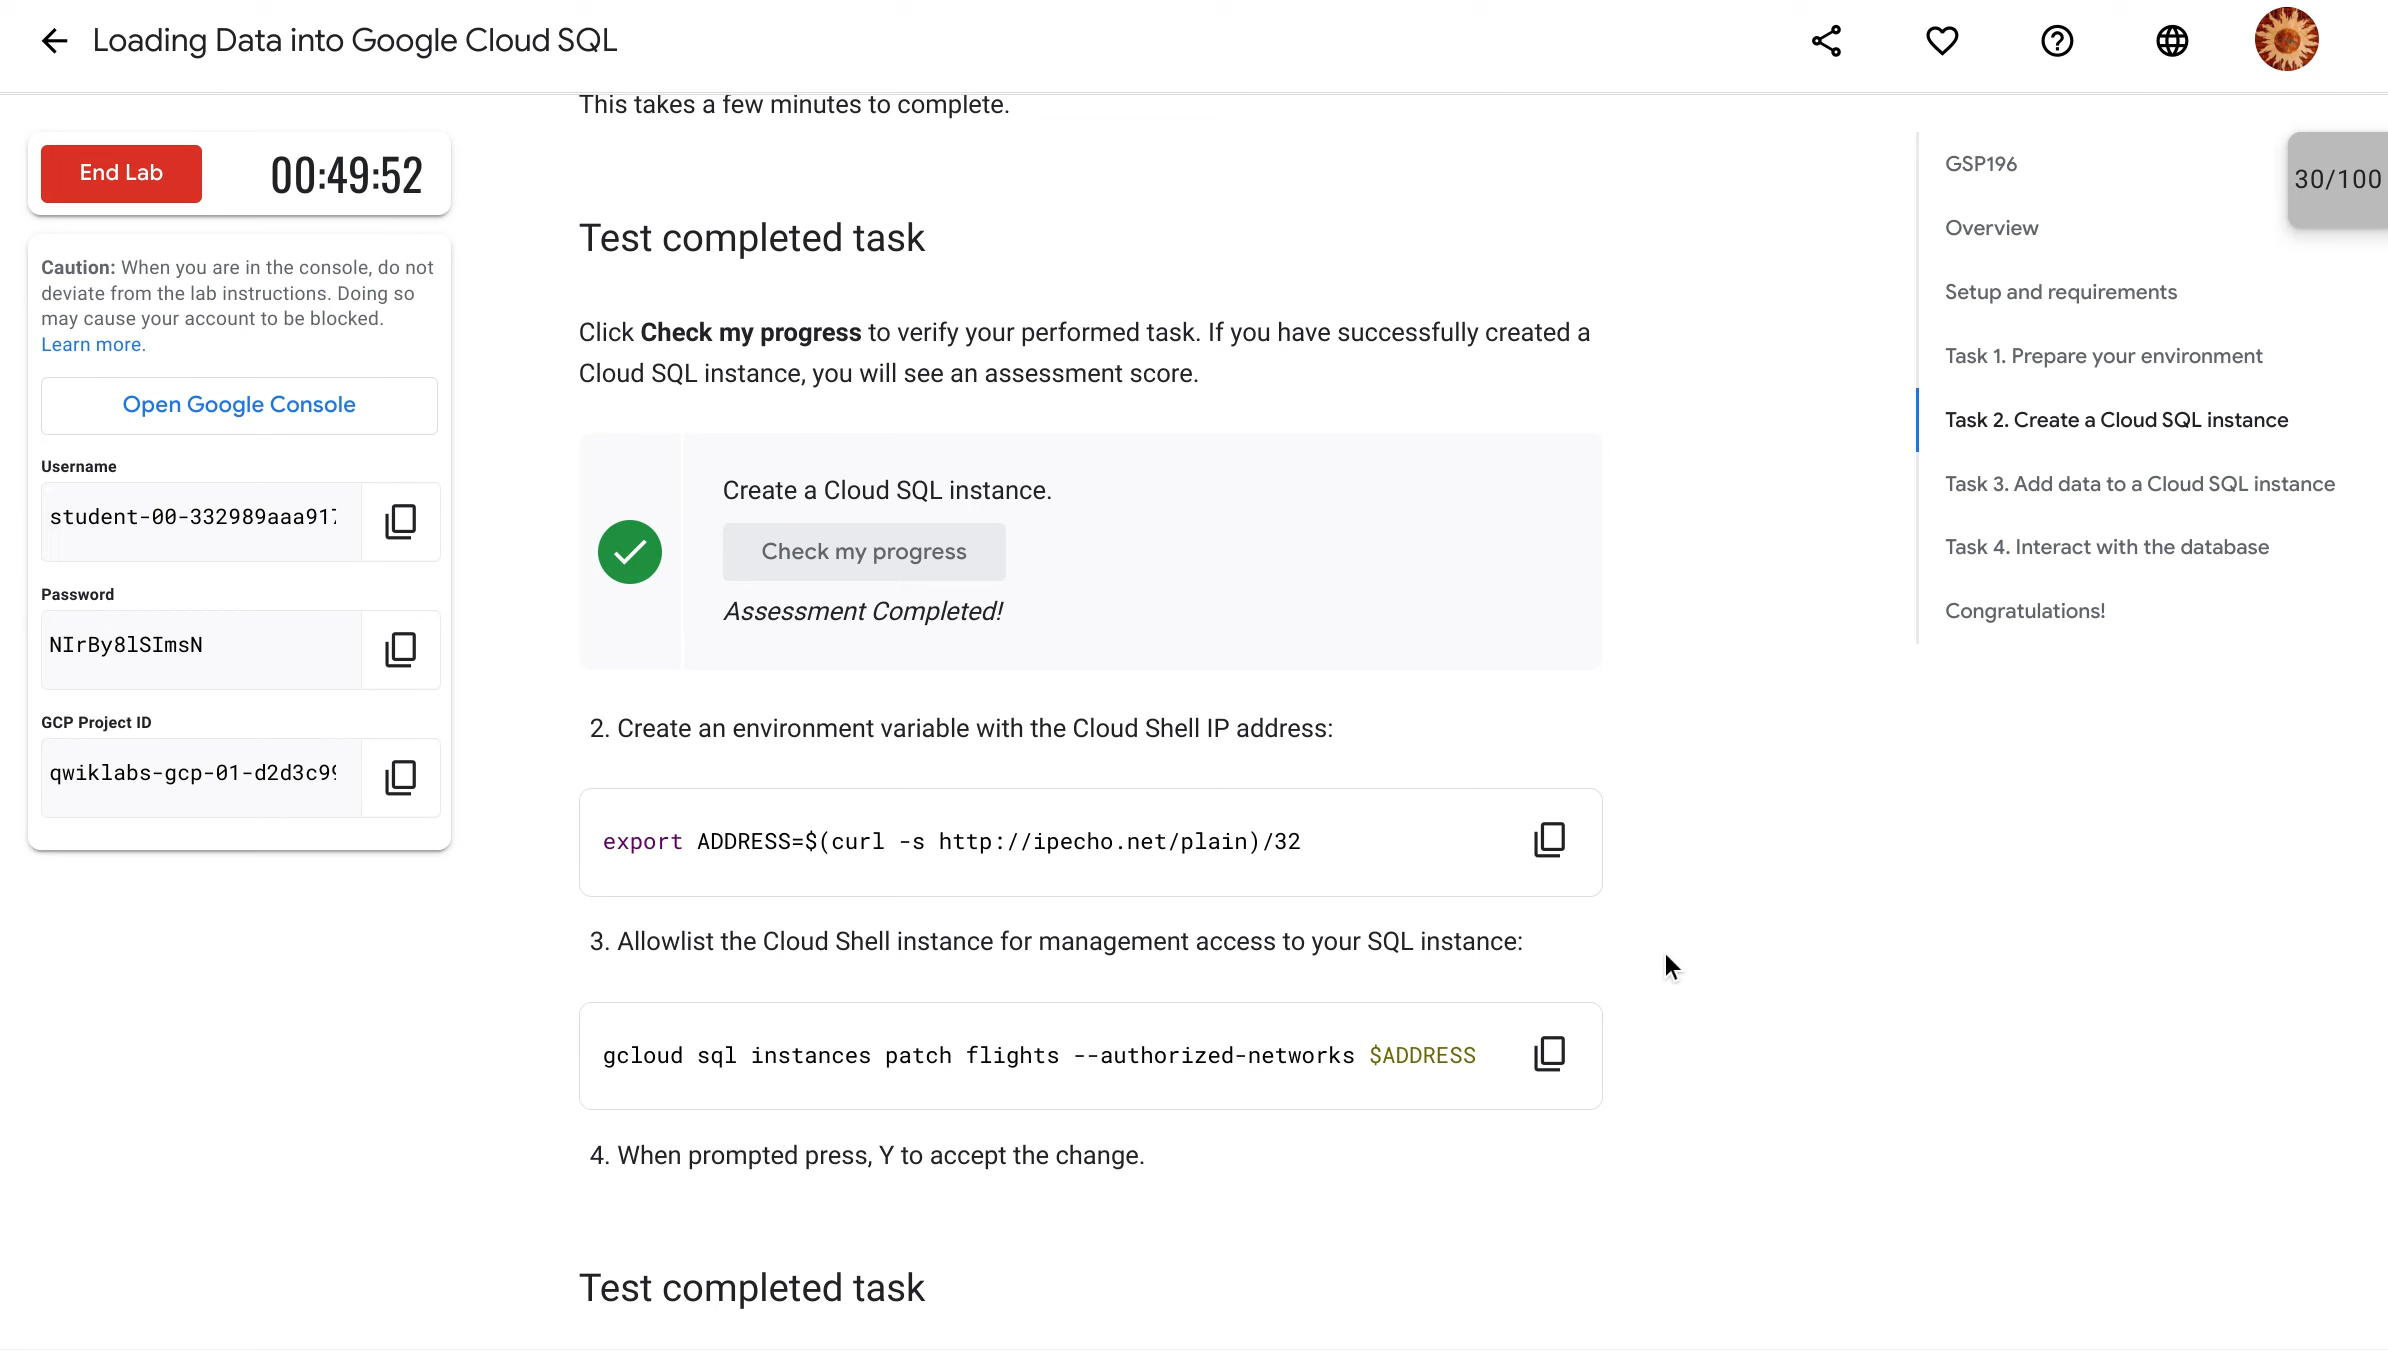 Loading Data into Google Cloud SQL
This takes a few minutes to complete.
End Lab
00:49:52
Caution: When you are in the console, do not
deviate from the lab instructions. Doing so
may cause your account to be blocked.
Learn more.
Open Google Console
Username
student-00-332989aaa917
Password
NIrBy8lSImsN
GCP Project ID
qwiklabs-gcp-01-d2d3c99
Test completed task
Click Check my progress to verify your performed task. If you have successfully created a
Cloud SQL instance, you will see an assessment score.
Create a Cloud SQL instance.
Check my progress
Assessment Completed!
2. Create an environment variable with the Cloud Shell IP address:
export ADDRESS=$(curl -s http://ipecho.net/plain)/32
3. Allowlist the Cloud Shell instance for management access to your SQL instance:
gcloud sql instances patch flights --authorized-networks $ADDRESS
4. When prompted press, Y to accept the change.
Test completed task
GSP196
Overview
Setup and requirements
Task 1. Prepare your environment
Task 2. Create a Cloud SQL instance
Task 3. Add data to a Cloud SQL instance
Task 4. Interact with the database
Congratulations!
30/100